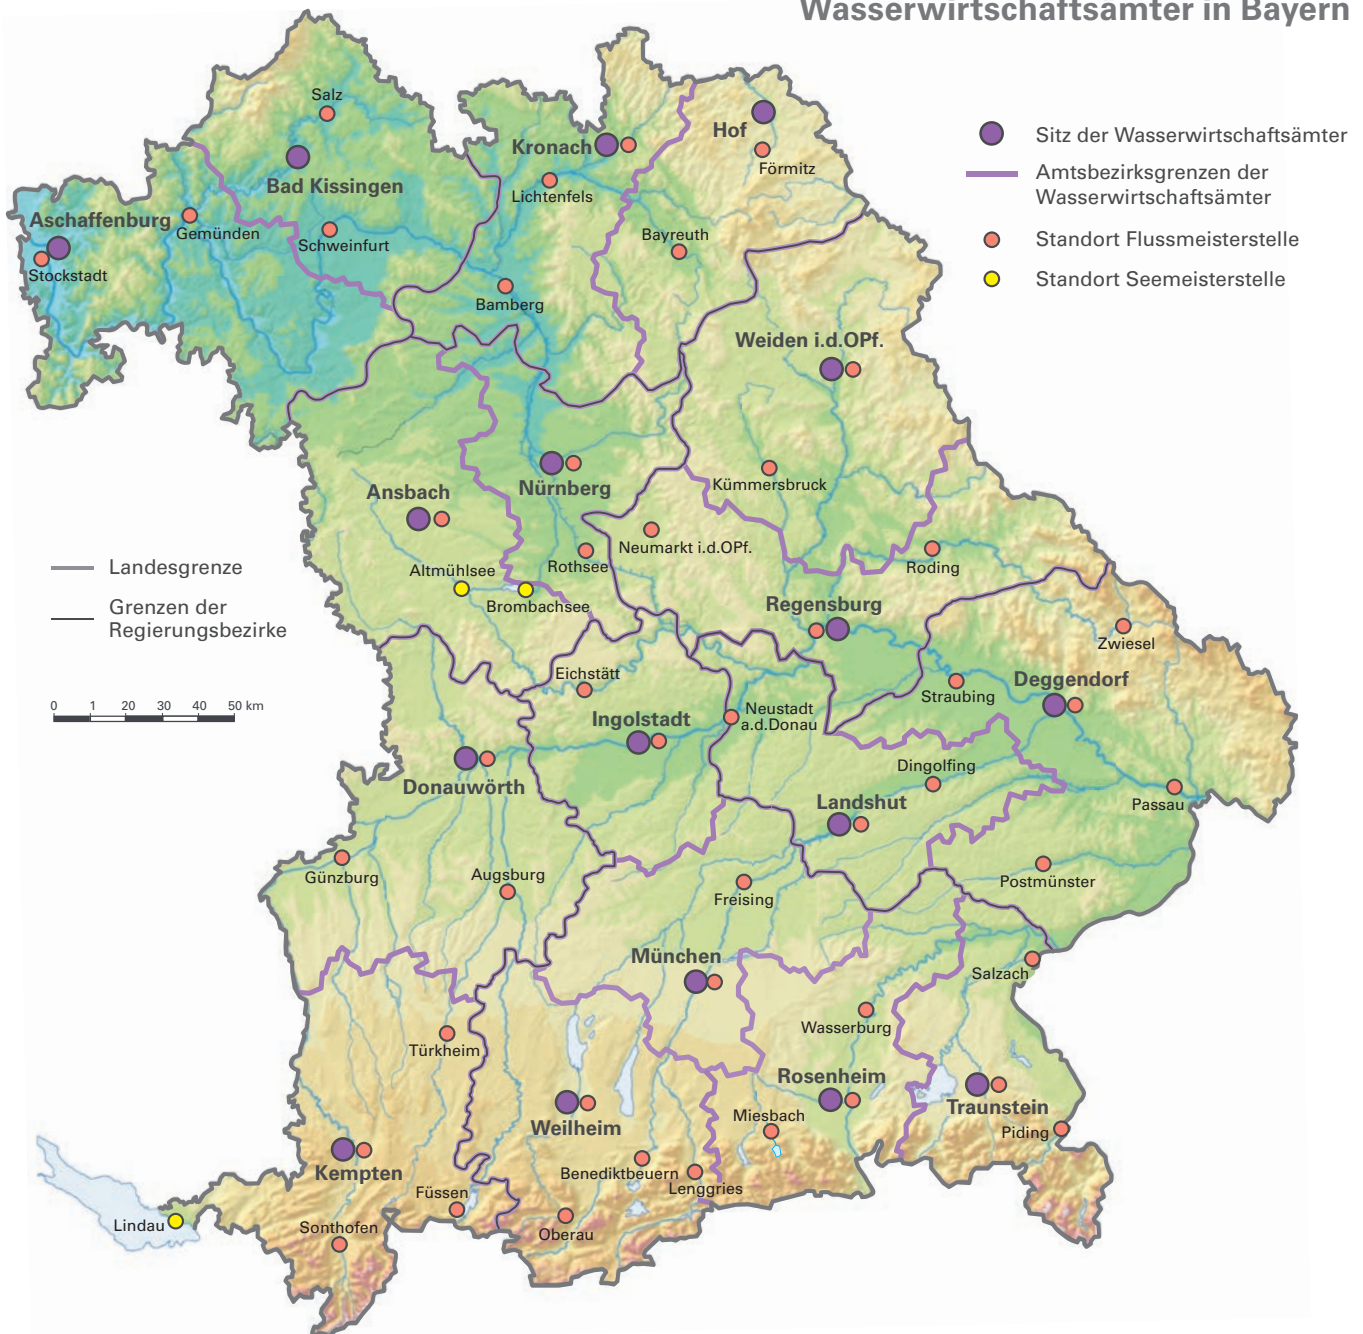 Wasserwirtschaftsämter in Bayern
Sitz der Wasserwirtschaftsämter
Amtsbezirksgrenzen der
Wasserwirtschaftsämter
Standort Flussmeisterstelle
Standort Seemeisterstelle
Salz
Bad Kissingen
Kronach
Lichtenfels
Hof
Förmitz
Aschaffenburg
Stockstadt
Gemünden
Schweinfurt
Bayreuth
Bamberg
Weiden i.d.OPf.
Kümmersbruck
Nürnberg
Ansbach
Neumarkt i.d.OPf.
Rothsee
Roding
Altmühlsee
Brombachsee
Landesgrenze
Grenzen der
Regierungsbezirke
0 1 20 30 40 50 km
Regensburg
Zwiesel
Eichstätt
Straubing
Deggendorf
Ingolstadt
Neustadt
a.d.Donau
Donauwörth
Dingolfing
Landshut
Passau
Günzburg
Augsburg
Freising
Postmünster
München
Salzach
Wasserburg
Türkheim
Rosenheim
Traunstein
Weilheim
Miesbach
Piding
Kempten
Benediktbeuern
Lenggries
Füssen
Lindau
Sonthofen
Oberau